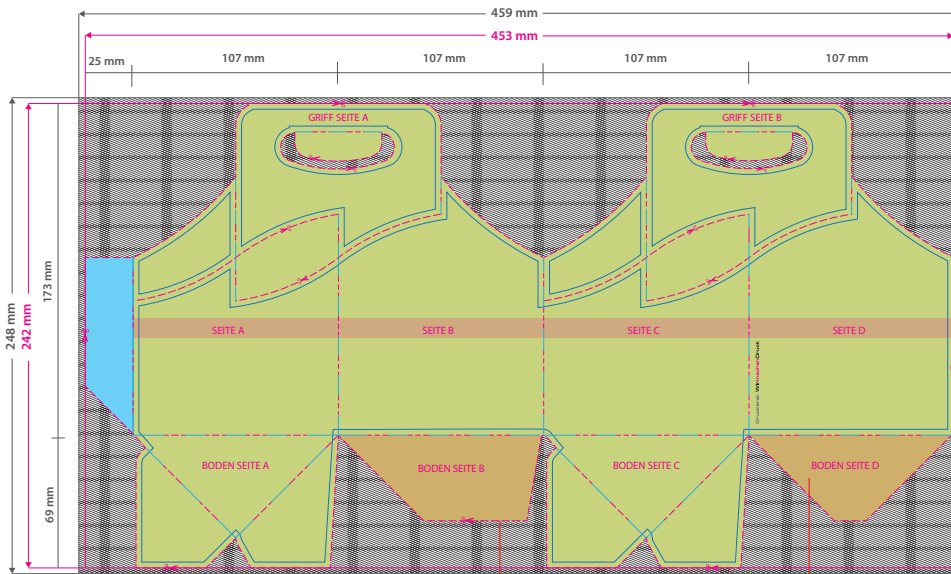 459 mm
453 mm
25 mm
107 mm
107 mm
107 mm
107 mm
GRIFF SEITE A
GRIFF SEITE B
173 mm
248 mm
242 mm
SEITE A
SEITE B
SEITE C
SEITE D
Druckerei WirmachenDruck
BODEN SEITE A
BODEN SEITE B
BODEN SEITE C
BODEN SEITE D
69 mm